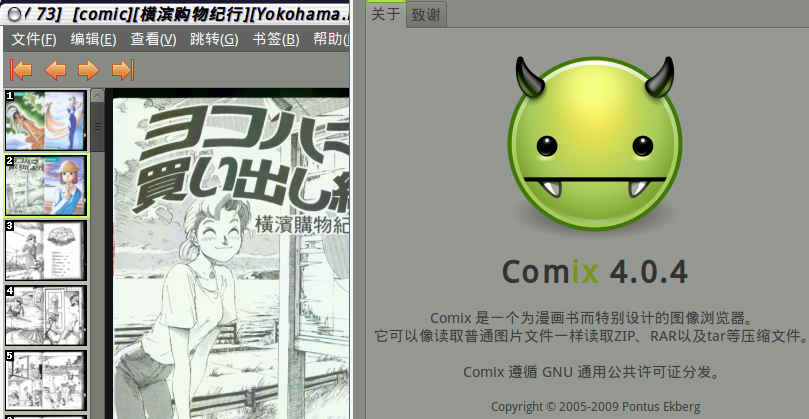 / 73] [comic][横滨购物纪行][Yokohama.
文件(F) 编辑(E) 查看(V) 跳转(G) 书签(B) 帮助(
1
2
3
4
5
ヨコハマ
買い出し紀
橫濱購物紀
关于 致谢
Comix 4.0.4
Comix 是一个为漫画书而特别设计的图像浏览器。
它可以像读取普通图片文件一样读取ZIP、RAR以及tar等压缩文件。
Comix 遵循 GNU 通用公共许可证分发。
Copyright © 2005-2009 Pontus Ekberg